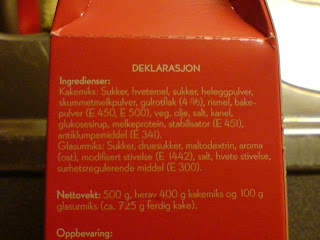 DEKLARASJON
Ingredienser:
Kakemiks: Sukker, hvetemel, sukker, heleggpulver,
skummetmelkpulver, gulrotflak (4 %), rismel, bake-
pulver (E 450, E 500), veg. olje, salt, kanel,
glukosesirup, melkeprotein, stabilisator (E 451),
antiklumpemiddel (E 341).
Glasurmiks: Sukker, druesukker, maltodextrin, aroma
(ost), modifisert stivelse (E 1442), salt, hvete stivelse,
surhetsregulerende middel (E 300).
Nettovekt: 500 g, herav 400 g kakemiks og 100 g
glasurmiks (ca. 725 g ferdig kake).
Oppbevaring: